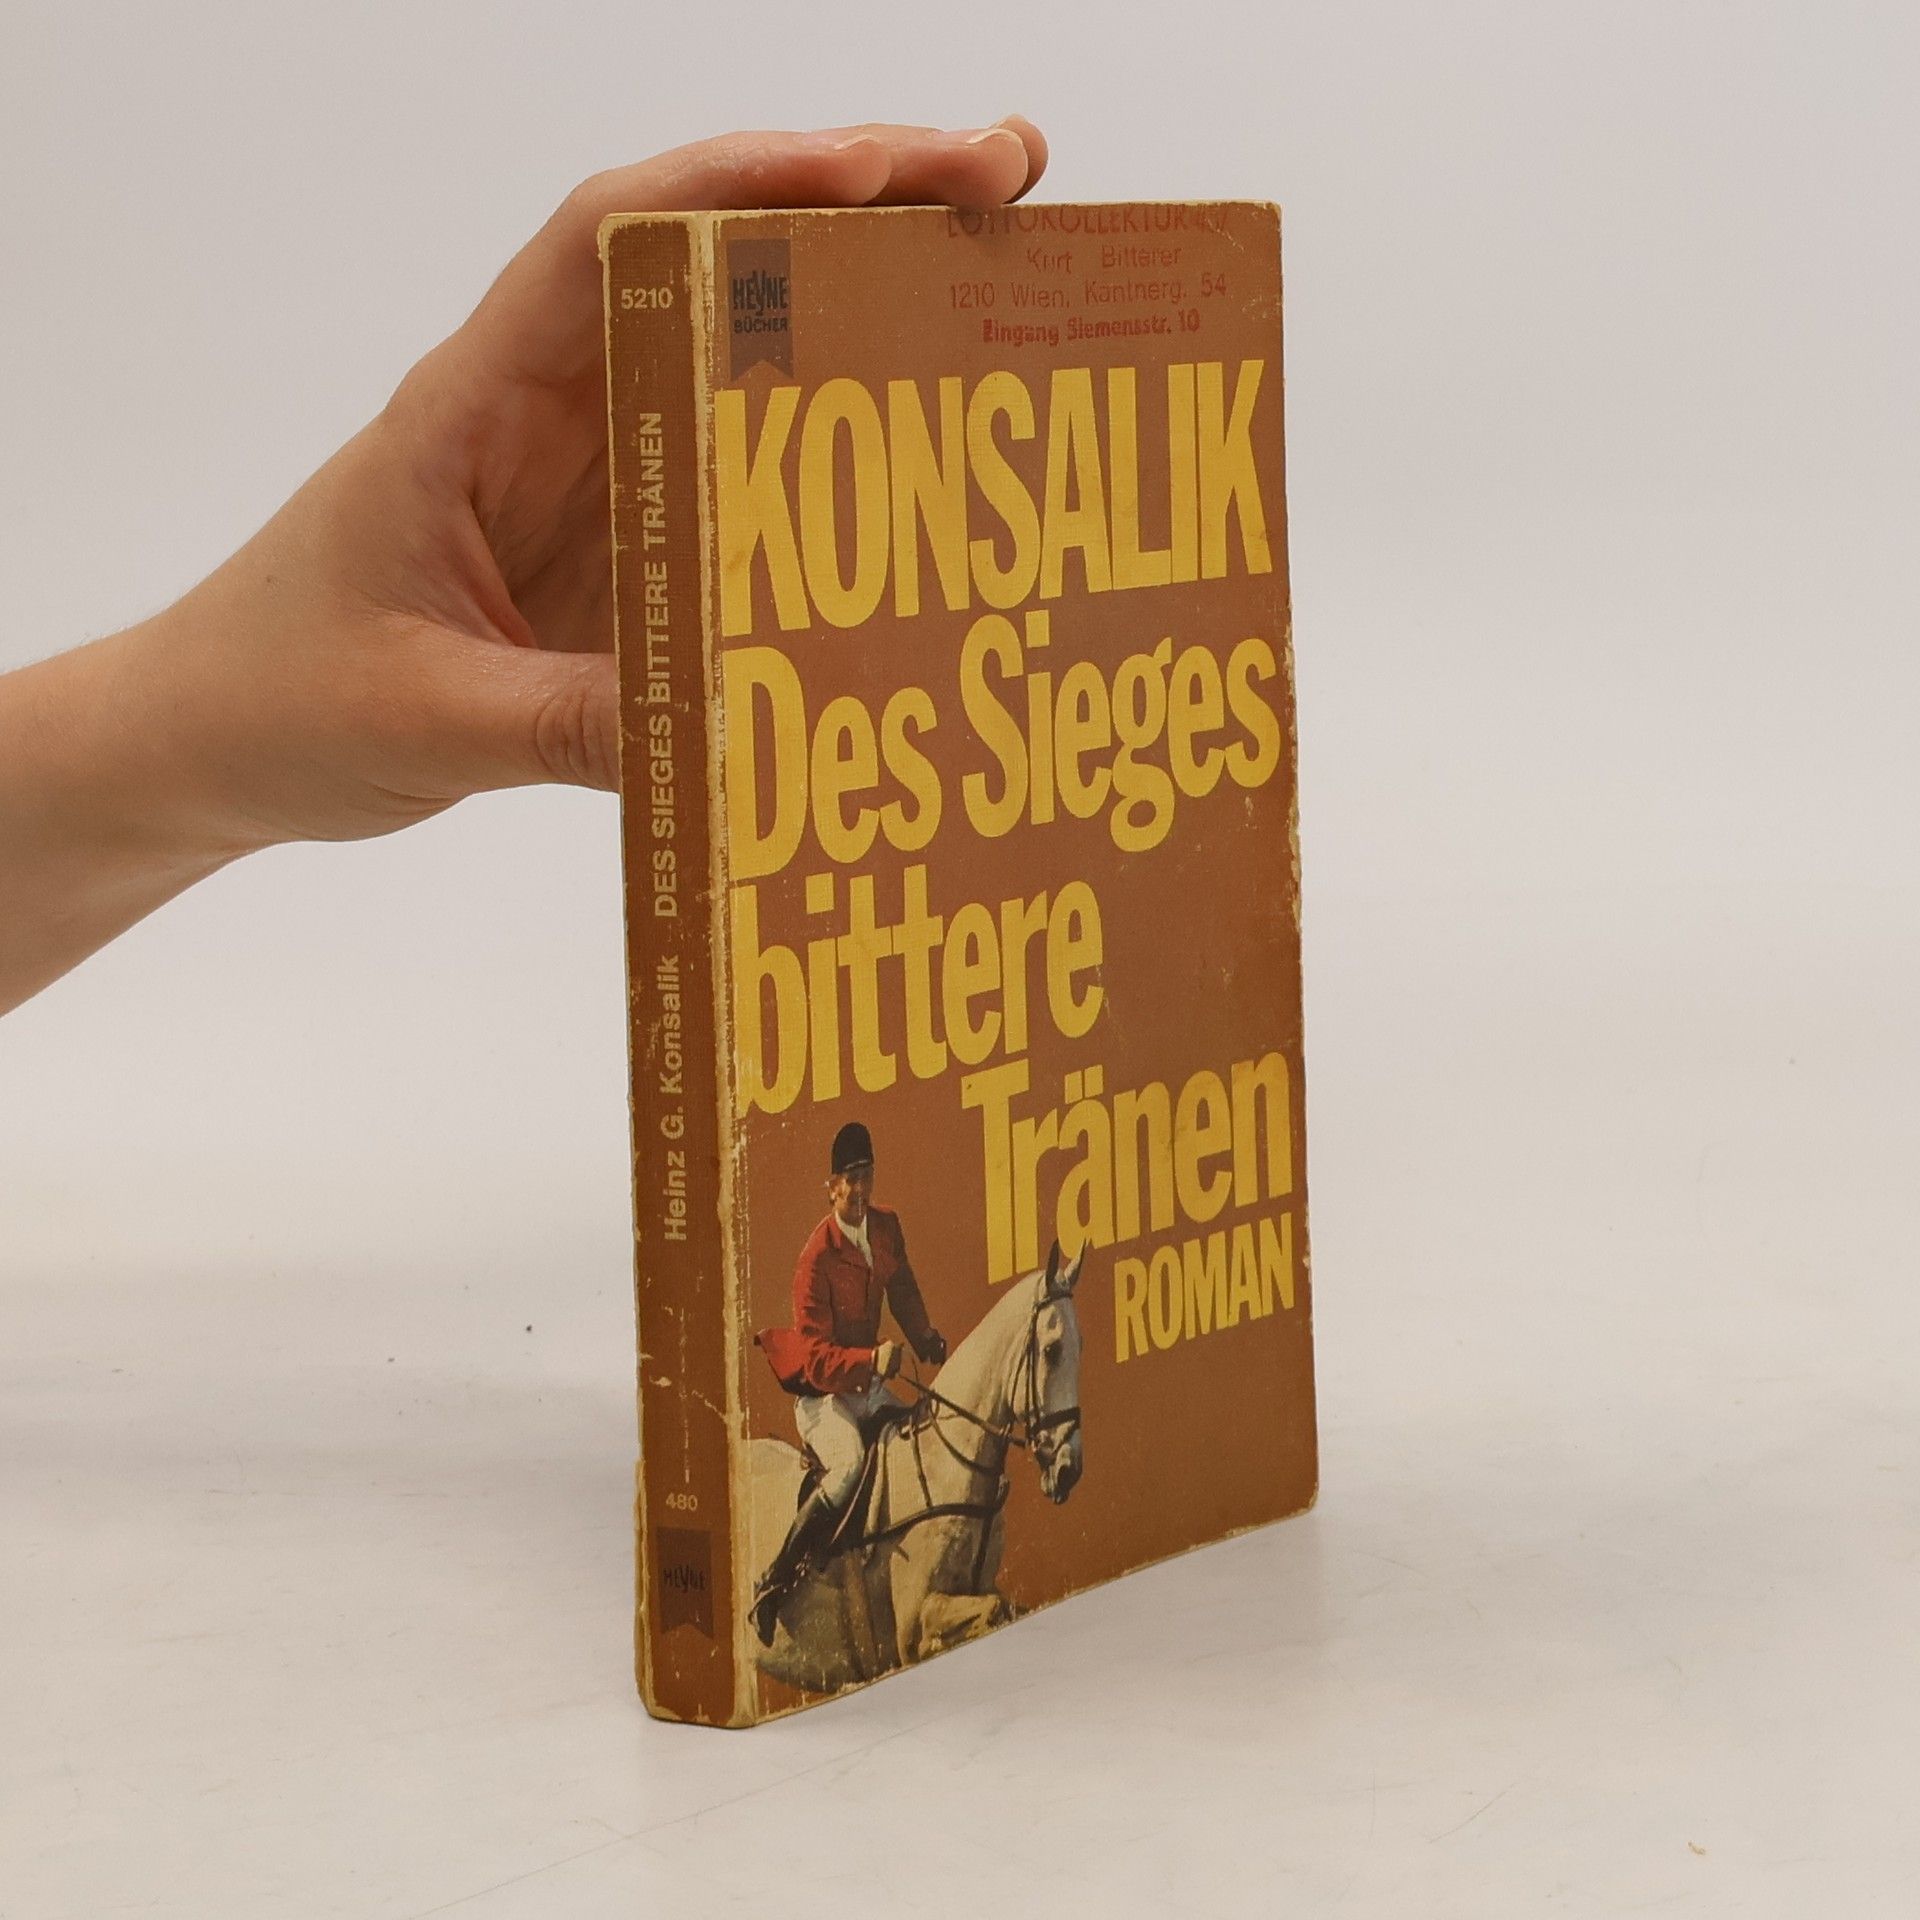 5210
Heinz G. Konsalik DES SIEGES BITTERE TRÄNEN
480
HEYNE
HEYNE
BÜCHER
LOTTOKOLLEKTUR
Kurt Bitterer
1210 Wien, Kantnerg. 54
Eingang Siemensstr. 10
KONSALIK
Des Sieges
bittere
Tränen
ROMAN